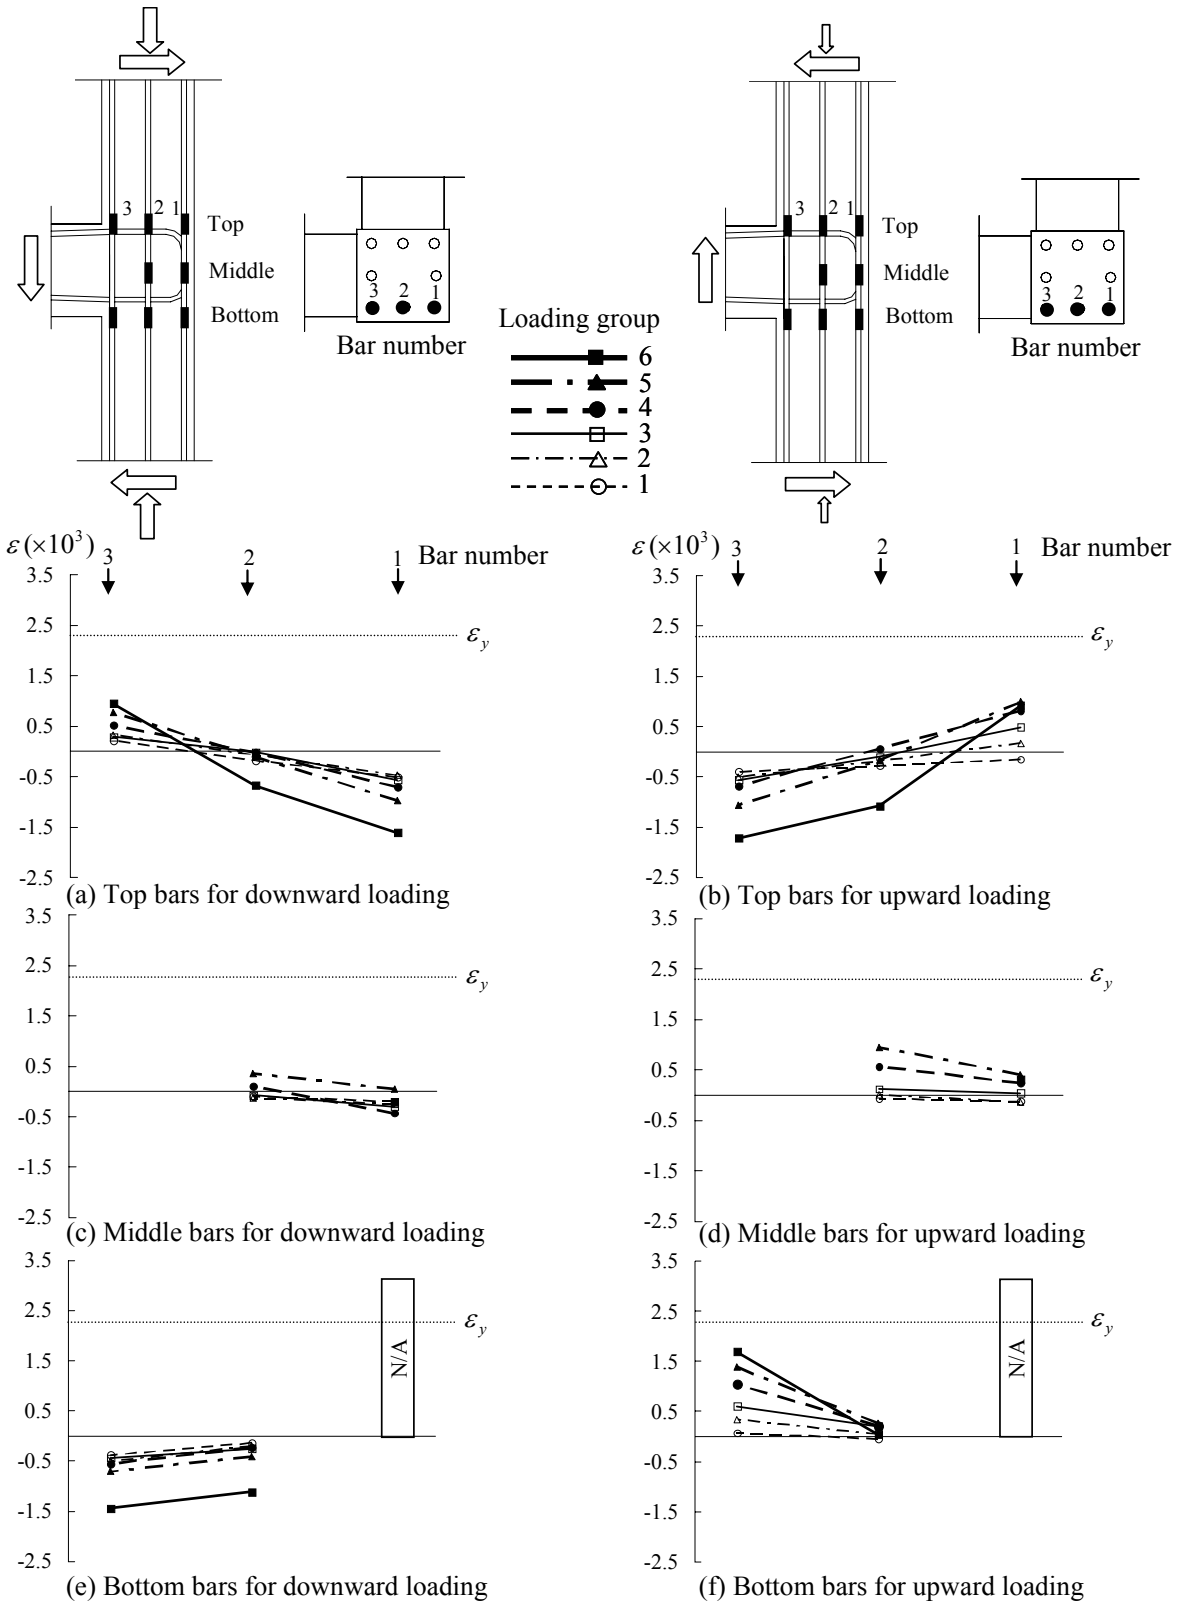 3 2 1
Top
Middle
Bottom
3 2 1
Bar number
3 2 1
Top
Middle
Bottom
3 2 1
Bar number
Loading group
6
5
4
3
2
1
ε (×10³) 3 2 1 Bar number
3.5
2.5
1.5
0.5
-0.5
-1.5
-2.5
ε_y
(a) Top bars for downward loading
ε (×10³) 3 2 1 Bar number
3.5
2.5
1.5
0.5
-0.5
-1.5
-2.5
ε_y
(b) Top bars for upward loading
3.5
2.5
1.5
0.5
-0.5
-1.5
-2.5
ε_y
(c) Middle bars for downward loading
3.5
2.5
1.5
0.5
-0.5
-1.5
-2.5
ε_y
(d) Middle bars for upward loading
3.5
2.5
1.5
0.5
-0.5
-1.5
-2.5
ε_y
N/A
(e) Bottom bars for downward loading
3.5
2.5
1.5
0.5
-0.5
-1.5
-2.5
ε_y
N/A
(f) Bottom bars for upward loading